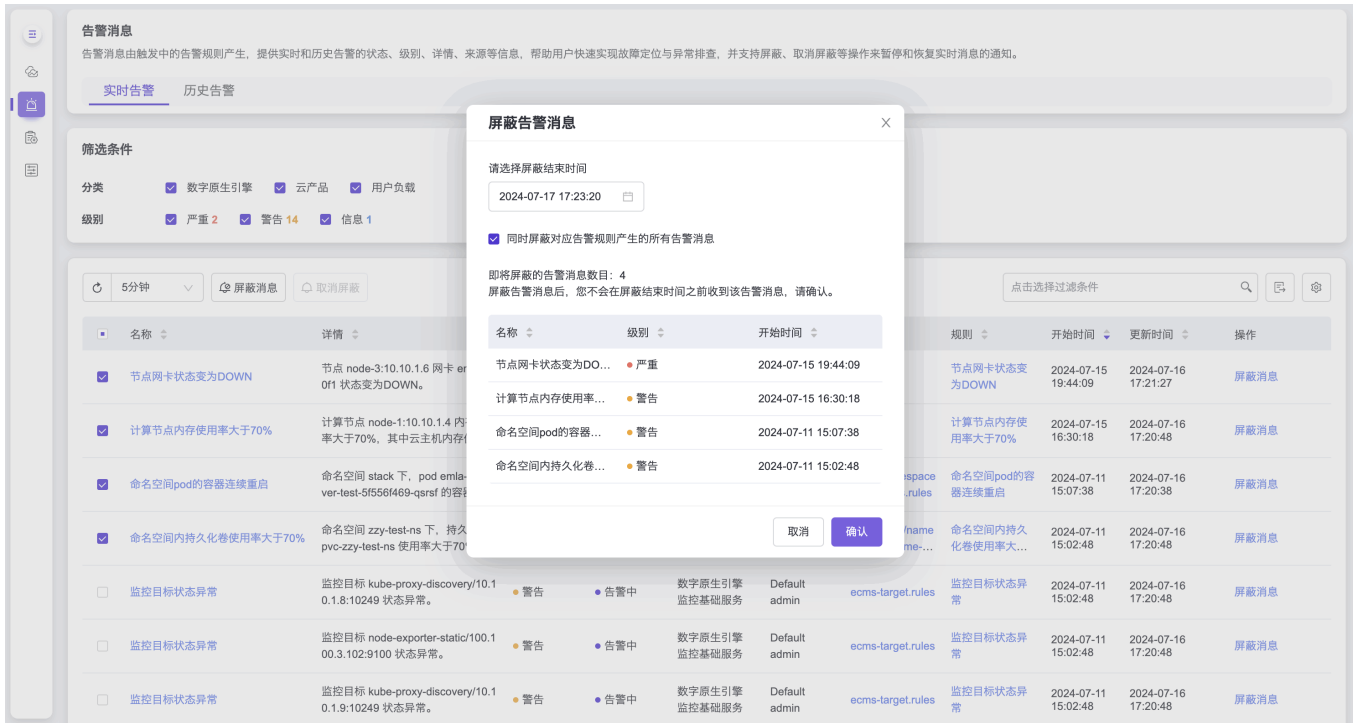 告警消息
告警消息由触发中的告警规则产生，提供实时和历史告警的状态、级别、详情、来源等信息，帮助用户快速实现故障定位与异常排查，并支持屏蔽、取消屏蔽等操作来暂停和恢复实时消息的通知。
实时告警 历史告警
筛选条件
分类 数字原生引擎 云产品 用户负载
级别 严重 2 警告 14 信息 1
5分钟 屏蔽消息 取消屏蔽 点击选择过滤条件
屏蔽告警消息
请选择屏蔽结束时间
2024-07-17 17:23:20
同时屏蔽对应告警规则产生的所有告警消息
即将屏蔽的告警消息数目：4
屏蔽告警消息后，您不会在屏蔽结束时间之前收到该告警消息，请确认。
名称 级别 开始时间
节点网卡状态变为DO... 严重 2024-07-15 19:44:09
计算节点内存使用率... 警告 2024-07-15 16:30:18
命名空间pod的容器... 警告 2024-07-11 15:07:38
命名空间内持久化卷... 警告 2024-07-11 15:02:48
取消 确认
名称 详情 规则 开始时间 更新时间 操作
节点网卡状态变为DOWN
节点 node-3:10.10.1.6 网卡
0f1 状态变为DOWN。
节点网卡状态变
为DOWN
2024-07-15
19:44:09
2024-07-16
17:21:27
屏蔽消息
计算节点内存使用率大于70%
计算节点 node-1:10.10.1.4 内
率大于70%，其中云主机内存
计算节点内存使
用率大于70%
2024-07-15
16:30:18
2024-07-16
17:20:48
屏蔽消息
命名空间pod的容器连续重启
命名空间 stack 下，pod emla-
ver-test-5f556f469-qsrsf 的容
espace
.rules
命名空间pod的容
器连续重启
2024-07-11
15:07:38
2024-07-16
17:20:38
屏蔽消息
命名空间内持久化卷使用率大于70%
命名空间 zzy-test-ns 下，持久
pvc-zzy-test-ns 使用率大于70
/name
me-...
命名空间内持久
化卷使用率大...
2024-07-11
15:02:48
2024-07-16
17:20:48
屏蔽消息
监控目标状态异常
监控目标 kube-proxy-discovery/10.1
0.1.8:10249 状态异常。
警告
告警中
数字原生引擎
监控基础服务
Default
admin
ecms-target.rules
监控目标状态异
常
2024-07-11
15:02:48
2024-07-16
17:20:48
屏蔽消息
监控目标状态异常
监控目标 node-exporter-static/100.1
00.3.102:9100 状态异常。
警告
告警中
数字原生引擎
监控基础服务
Default
admin
ecms-target.rules
监控目标状态异
常
2024-07-11
15:02:48
2024-07-16
17:20:48
屏蔽消息
监控目标状态异常
监控目标 kube-proxy-discovery/10.1
0.1.9:10249 状态异常。
警告
告警中
数字原生引擎
监控基础服务
Default
admin
ecms-target.rules
监控目标状态异
常
2024-07-11
15:02:48
2024-07-16
17:20:48
屏蔽消息